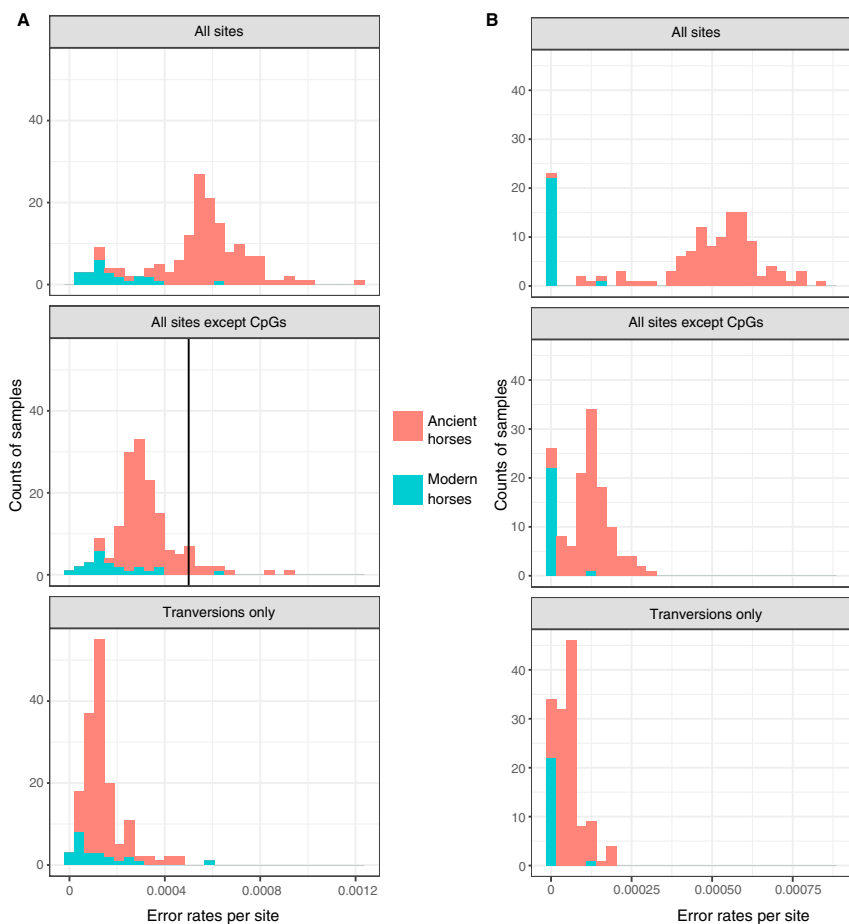 A
All sites
40
20
0
All sites except CpGs
40
20
0
Tranversions only
40
20
0
0
0.0004
0.0008
0.0012
Error rates per site
Counts of samples
Ancient
horses
Modern
horses
B
All sites
40
30
20
10
0
All sites except CpGs
40
30
20
10
0
Tranversions only
40
30
20
10
0
0
0.00025
0.00050
0.00075
Error rates per site
Counts of samples